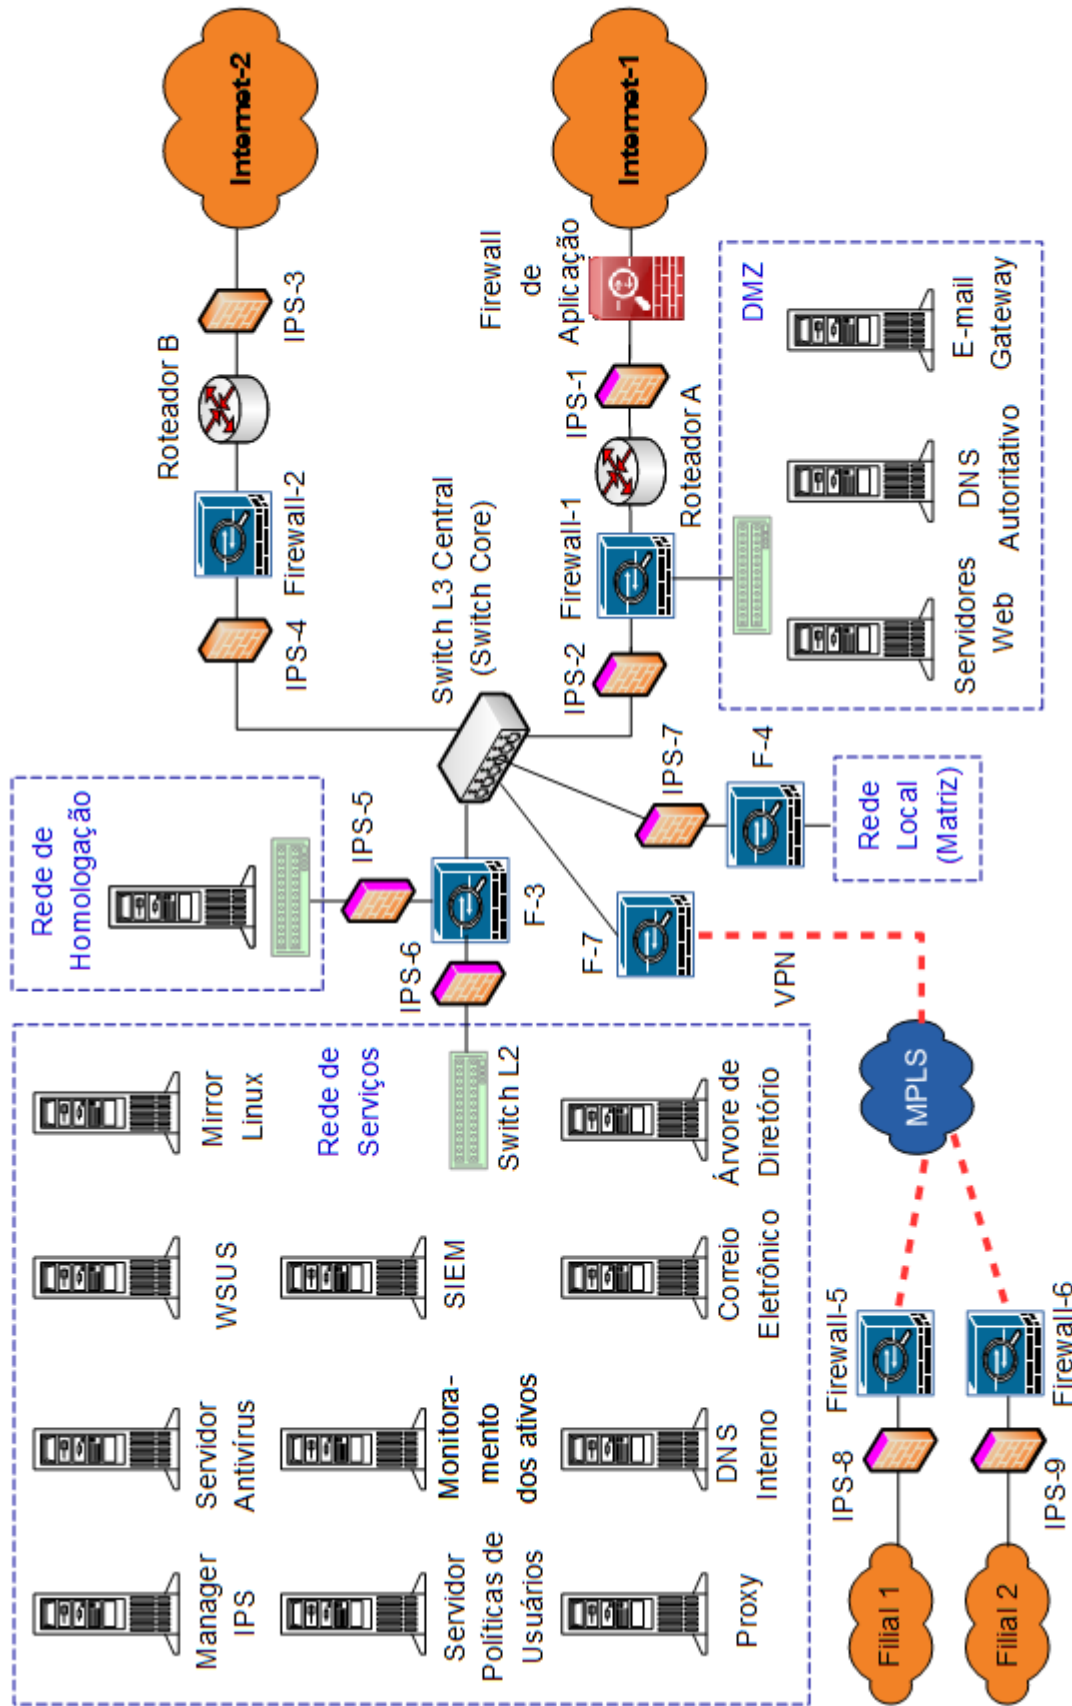 Manager
IPS
Servidor
Antivírus
WSUS
Mirror
Linux
Servidor
Políticas de
Usuários
Monitora-
mento
dos ativos
SIEM
Rede de
Serviços
Proxy
DNS
Interno
Correio
Eletrônico
Árvore de
Diretório
Switch L2
IPS-6
Rede de
Homologação
IPS-5
F-3
Switch L3 Central
(Switch Core)
IPS-4
Firewall-2
Roteador B
IPS-3
Internet-2
IPS-2
Firewall-1
Roteador A
IPS-1
Firewall
de
Aplicação
Internet-1
DMZ
Servidores
Web
DNS
Autoritativo
E-mail
Gateway
IPS-7
F-4
Rede
Local
(Matriz)
F-7
VPN
MPLS
Firewall-5
IPS-8
Filial 1
Firewall-6
IPS-9
Filial 2